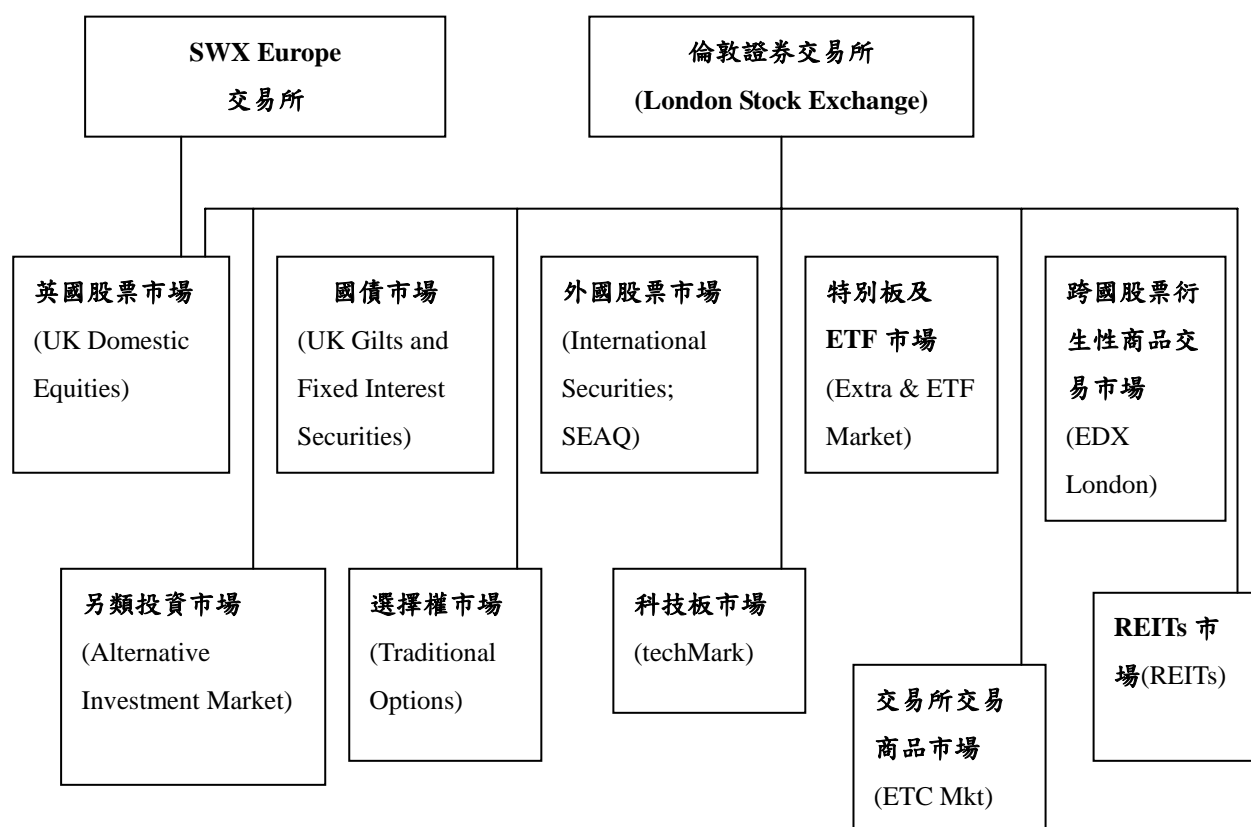 SWX Europe
交易所
倫敦證券交易所
(London Stock Exchange)
英國股票市場
(UK Domestic
Equities)
國債市場
(UK Gilts and
Fixed Interest
Securities)
外國股票市場
(International
Securities;
SEAQ)
特別板及
ETF 市場
(Extra & ETF
Market)
跨國股票衍
生性商品交
易市場
(EDX
London)
另類投資市場
(Alternative
Investment Market)
選擇權市場
(Traditional
Options)
科技板市場
(techMark)
交易所交易
商品市場
(ETC Mkt)
REITs 市
場(REITs)